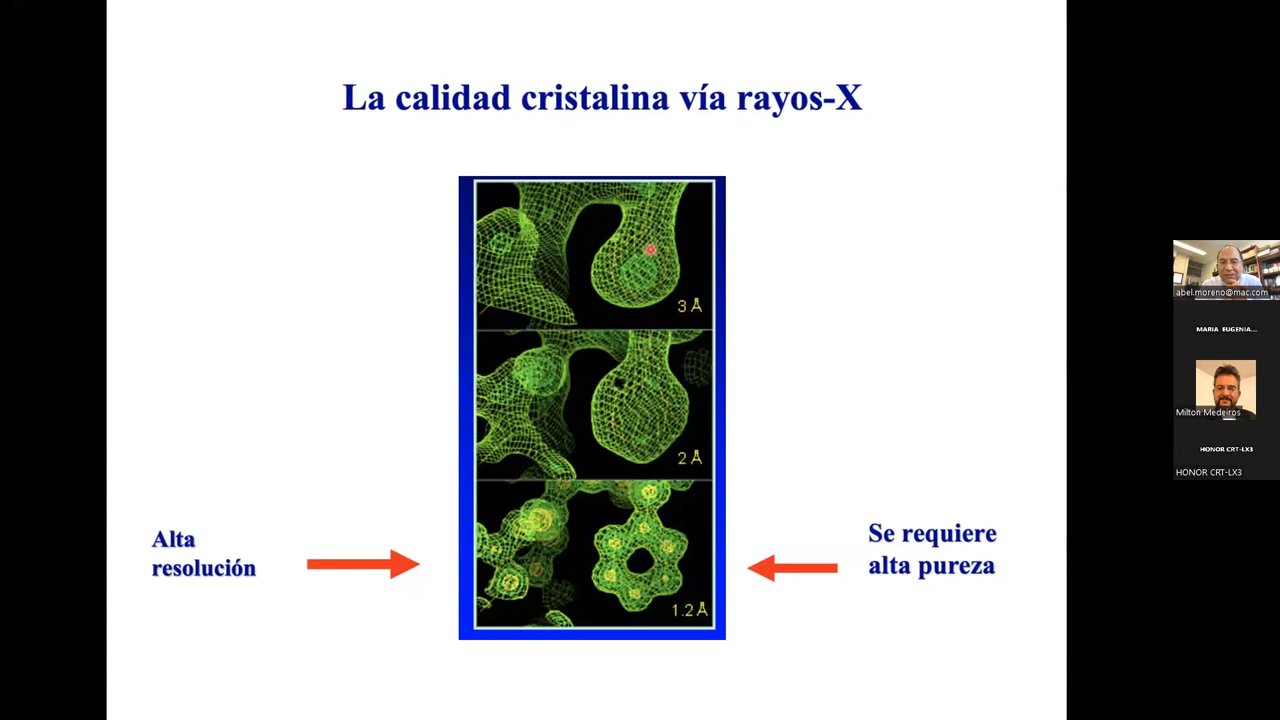 La calidad cristalina vía rayos-X
3 Å
2 Å
1.2 Å
Alta
resolución
Se requiere
alta pureza
abel.moreno@mac.com
MARIA EUGENIA...
Milton Medeiros
HONOR CRT-LX3
HONOR CRT-LX3